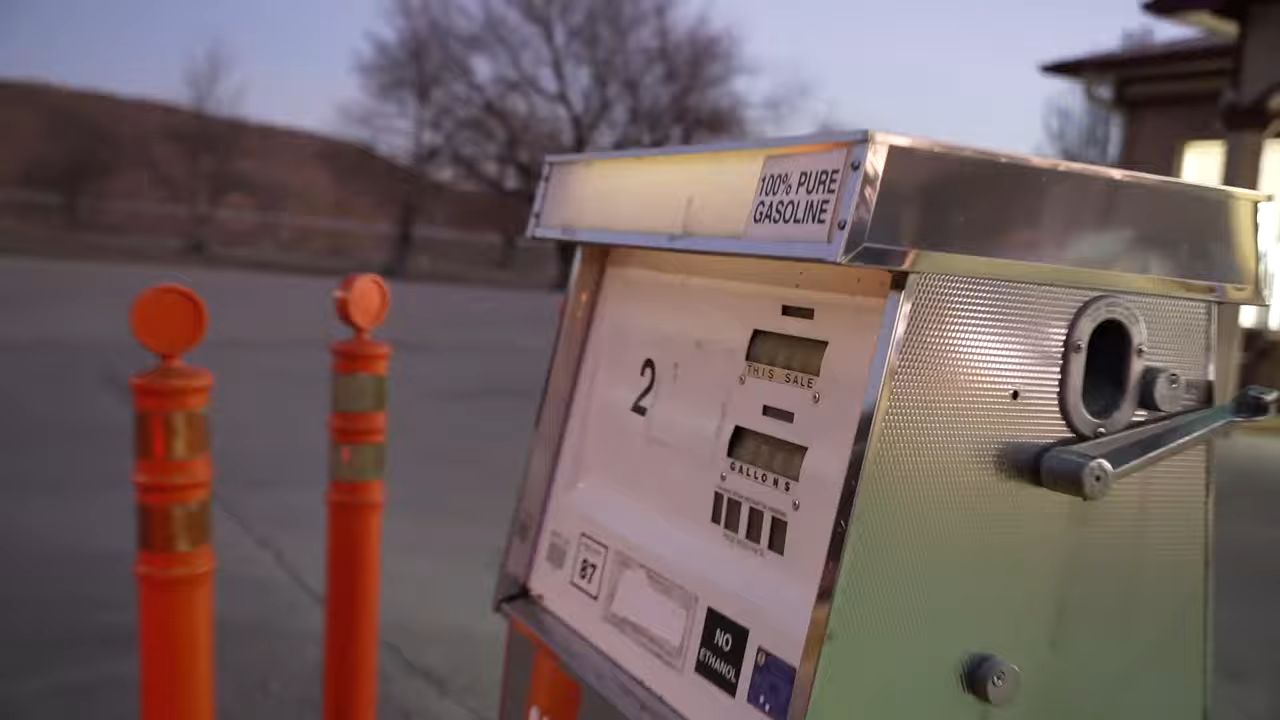 100% PURE
GASOLINE
2
THIS SALE
GALLONS
87
NO
ETHANOL